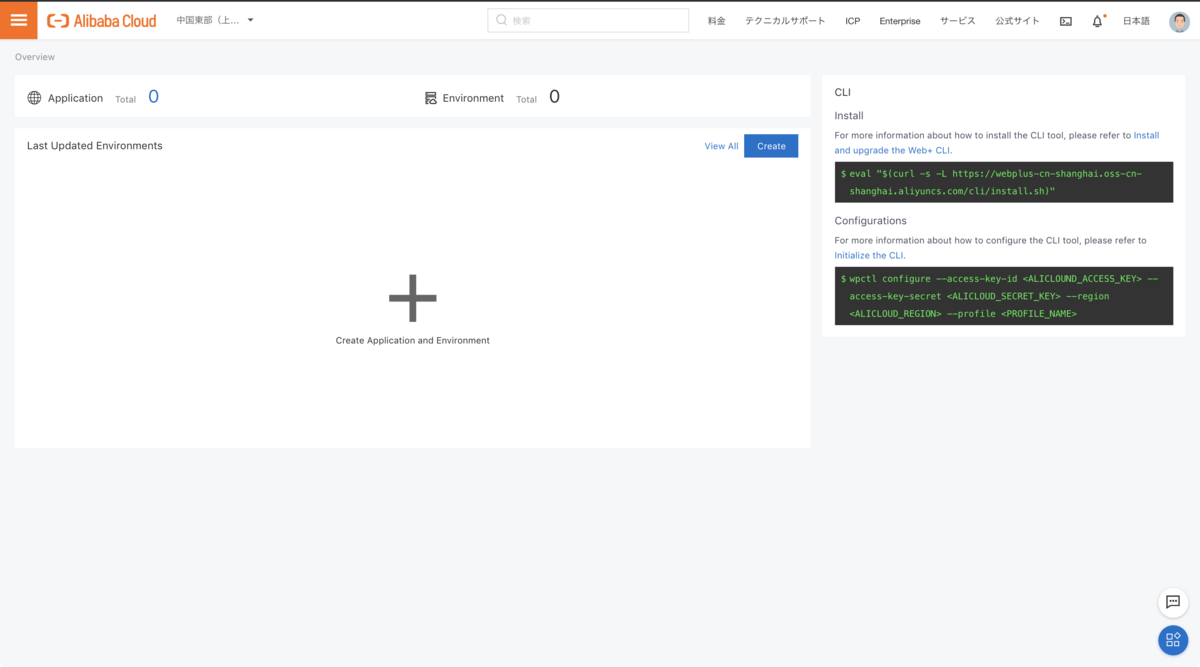 Alibaba Cloud
中国東部（上...
検索
料金
テクニカルサポート
ICP
Enterprise
サービス
公式サイト
日本語
Overview
Application Total 0
Environment Total 0
Last Updated Environments
View All
Create
Create Application and Environment
CLI
Install
For more information about how to install the CLI tool, please refer to Install
and upgrade the Web+ CLI.
$ eval "$(curl -s -L https://webplus-cn-shanghai.oss-cn-
shanghai.aliyuncs.com/cli/install.sh)"
Configurations
For more information about how to configure the CLI tool, please refer to
Initialize the CLI.
$ wpctl configure --access-key-id <ALICLOUND_ACCESS_KEY> --
access-key-secret <ALICLOUD_SECRET_KEY> --region
<ALICLOUD_REGION> --profile <PROFILE_NAME>